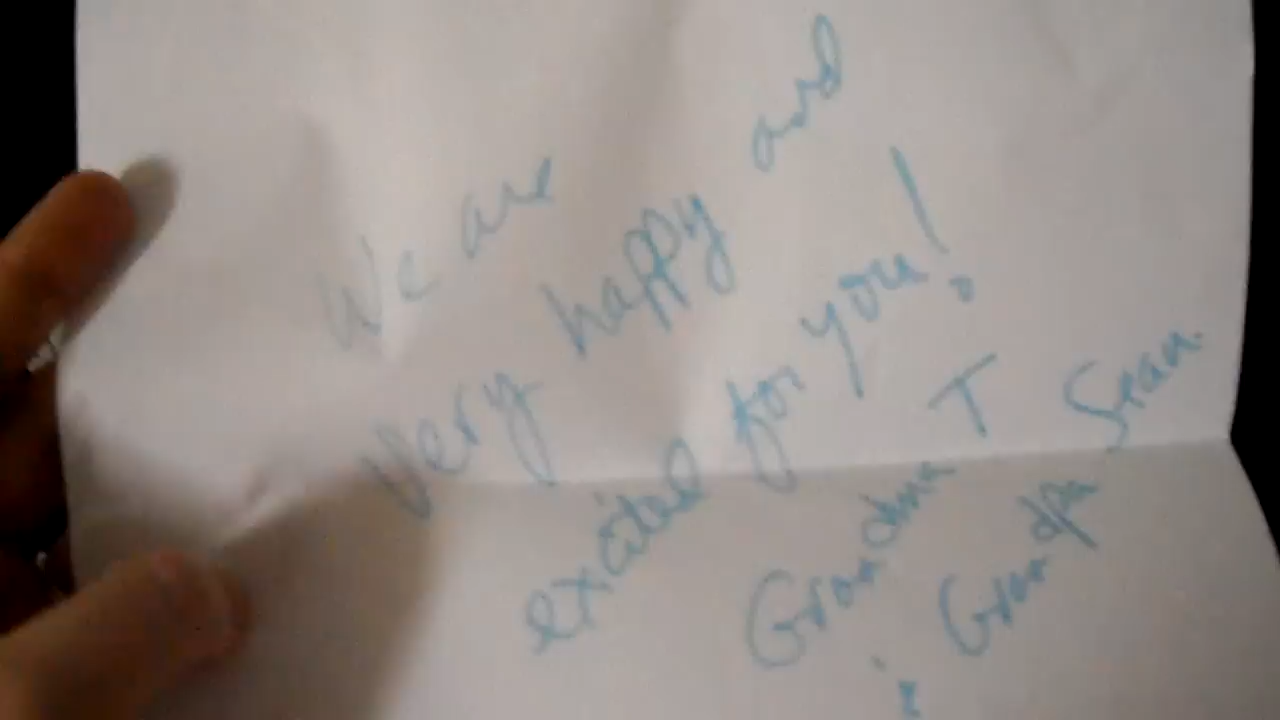 We are
very happy and
excited for you!
Grandma T
Grandpa Sean.